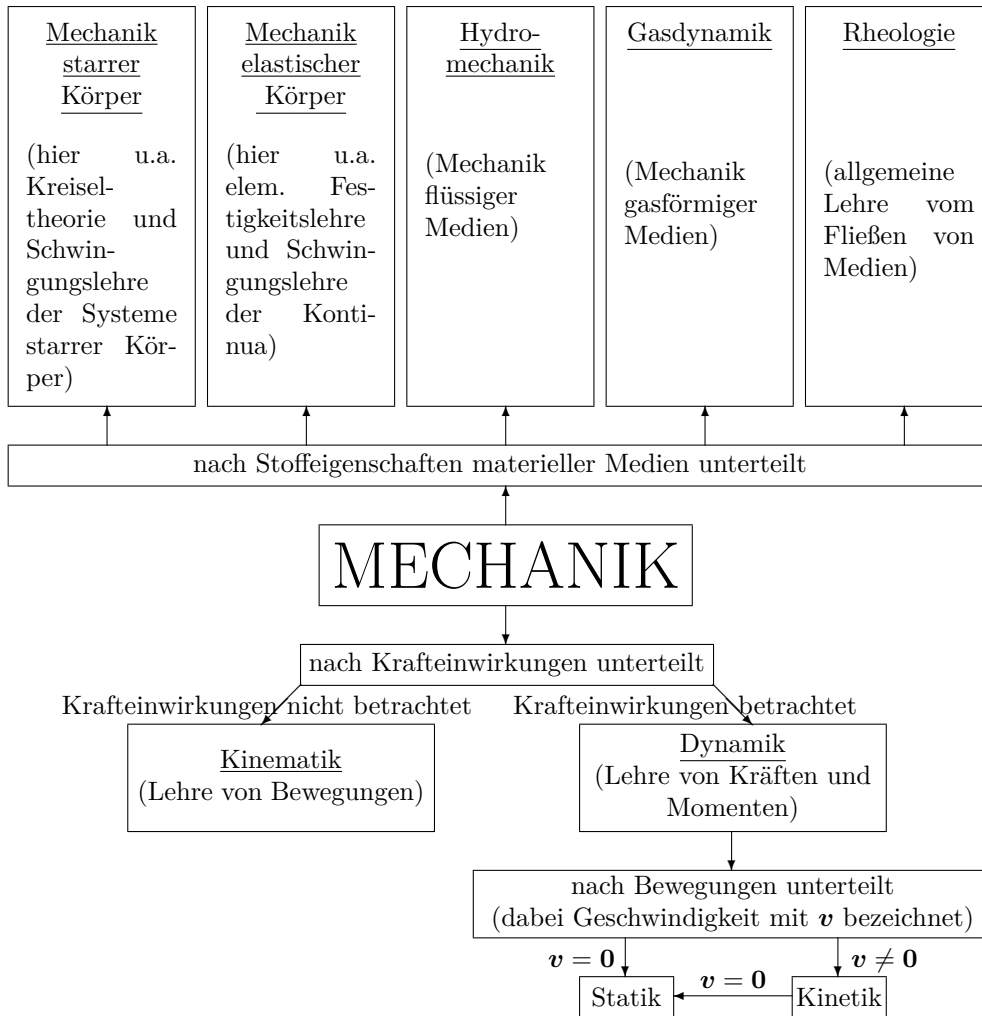 Mechanik
starrer
Körper
(hier u.a.
Kreisel-
theorie und
Schwin-
gungslehre
der Systeme
starrer Kör-
per)
Mechanik
elastischer
Körper
(hier u.a.
elem. Fes-
tigkeitslehre
und Schwin-
gungslehre
der Konti-
nua)
Hydro-
mechanik
(Mechanik
flüssiger
Medien)
Gasdynamik
(Mechanik
gasförmiger
Medien)
Rheologie
(allgemeine
Lehre vom
Fließen von
Medien)
nach Stoffeigenschaften materieller Medien unterteilt
MECHANIK
nach Krafteinwirkungen unterteilt
Krafteinwirkungen nicht betrachtet
Krafteinwirkungen betrachtet
Kinematik
(Lehre von Bewegungen)
Dynamik
(Lehre von Kräften und
Momenten)
nach Bewegungen unterteilt
(dabei Geschwindigkeit mit v bezeichnet)
v = 0
v ≠ 0
Statik
v = 0
Kinetik